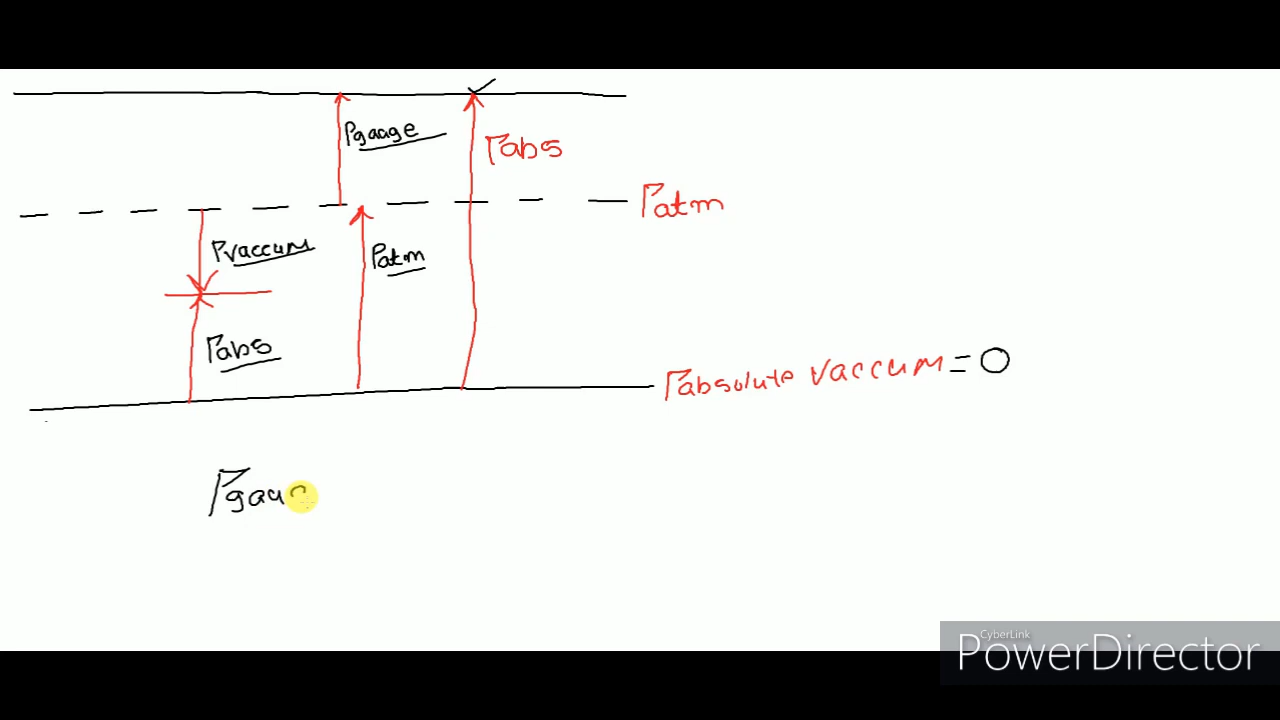 Pgauge
Pabs
Patm
Pvaccum
Patm
Pabs
Pabsolute vaccum = 0
Pgau
CyberLink
PowerDirector